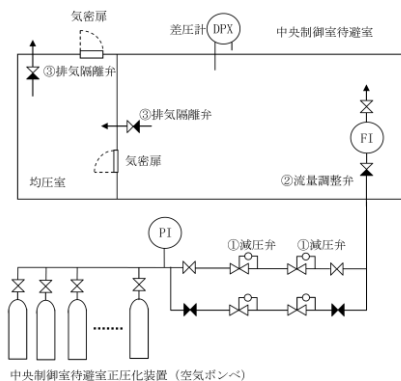 気密扉
差圧計
DPX
中央制御室待避室
③排気隔離弁
③排気隔離弁
FI
気密扉
②流量調整弁
均圧室
PI
①減圧弁
①減圧弁
中央制御室待避室正圧化装置（空気ボンベ）